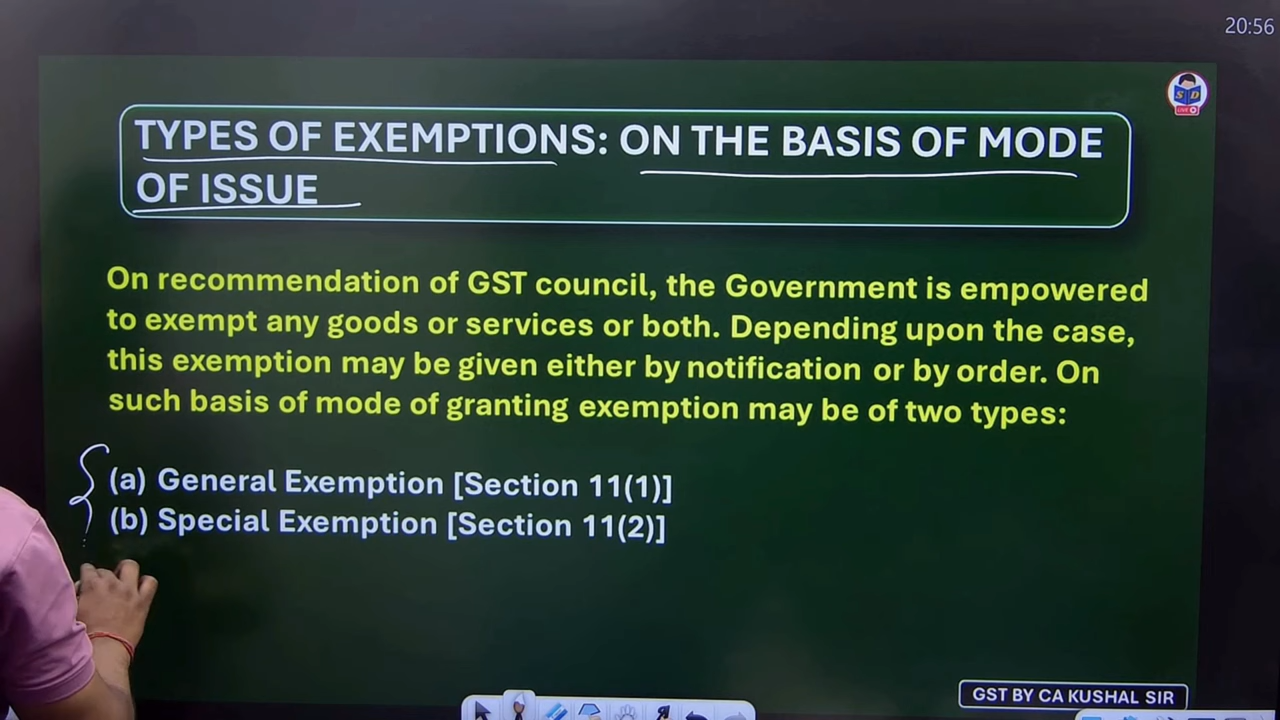 20:56
S D
LIVE
TYPES OF EXEMPTIONS: ON THE BASIS OF MODE
OF ISSUE
On recommendation of GST council, the Government is empowered
to exempt any goods or services or both. Depending upon the case,
this exemption may be given either by notification or by order. On
such basis of mode of granting exemption may be of two types:
(a) General Exemption [Section 11(1)]
(b) Special Exemption [Section 11(2)]
GST BY CA KUSHAL SIR